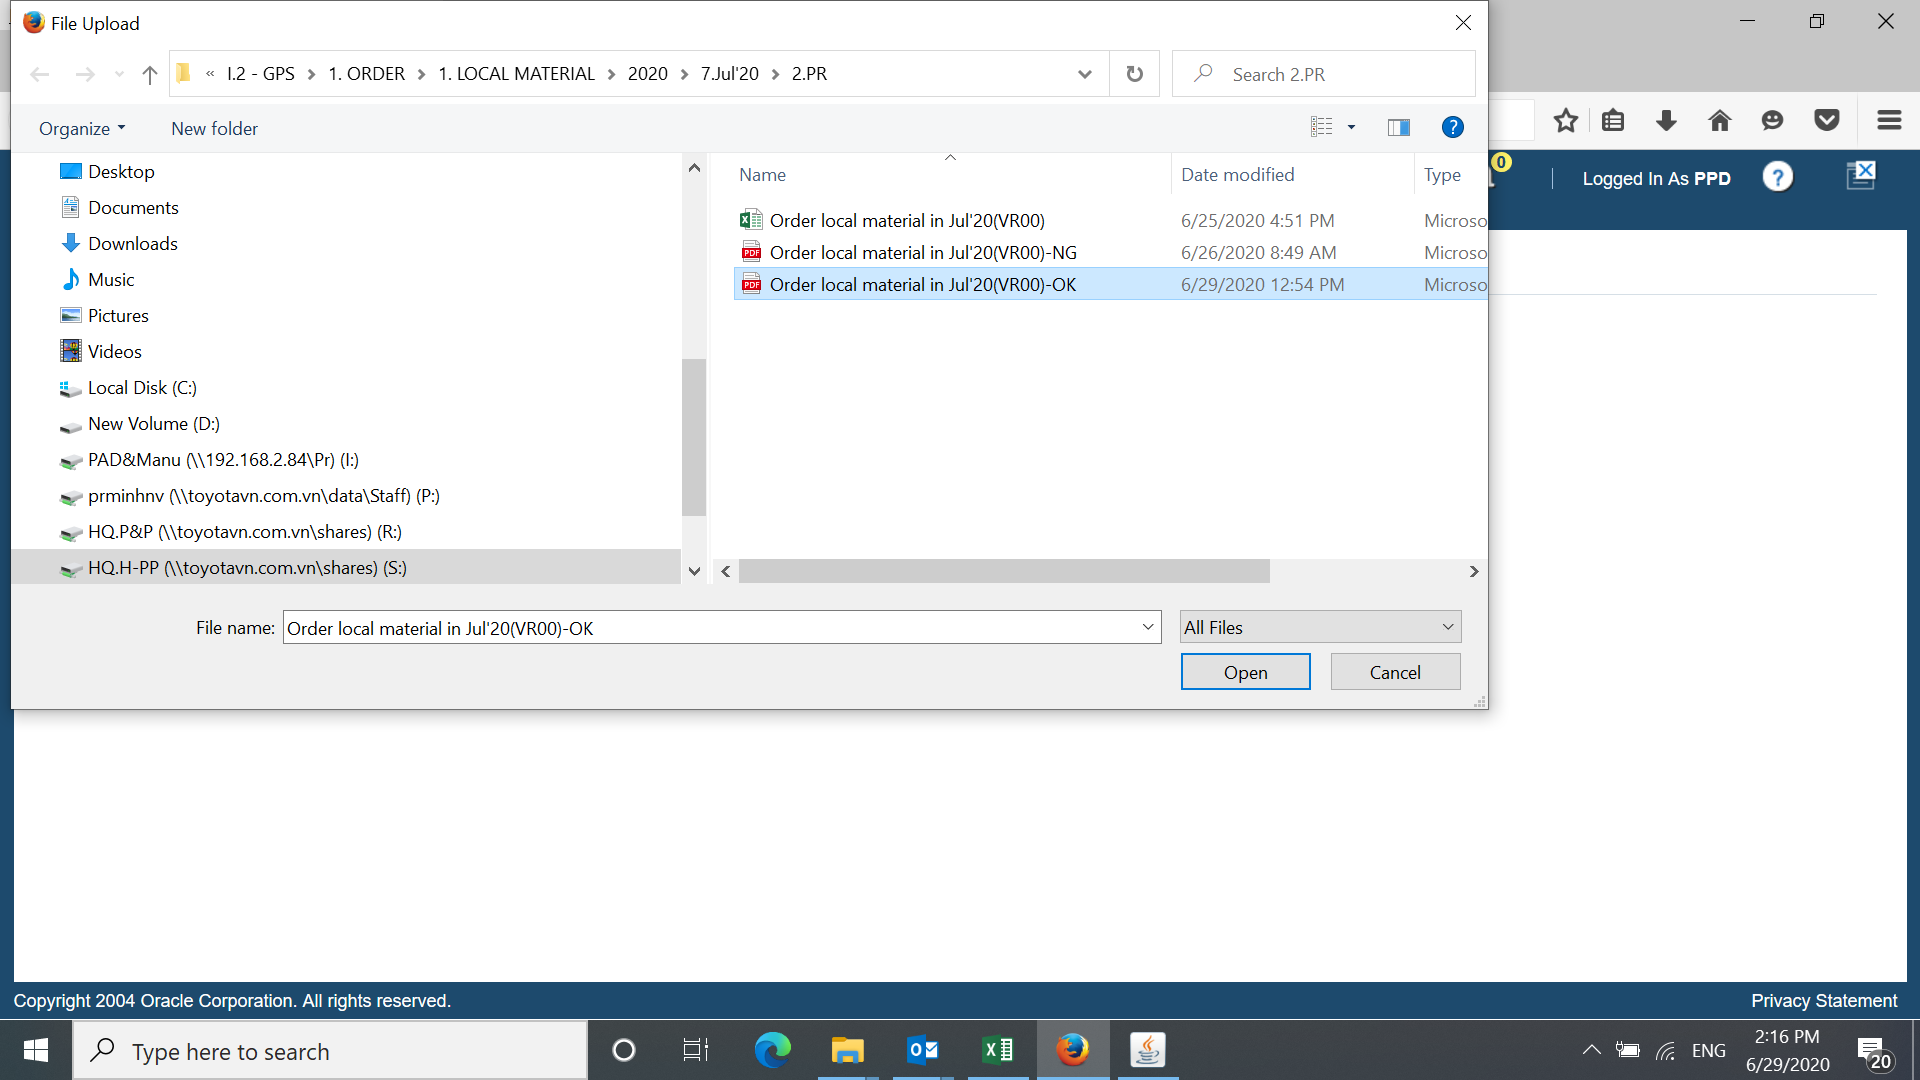 File Upload
« I.2 - GPS > 1. ORDER > 1. LOCAL MATERIAL > 2020 > 7.Jul'20 > 2.PR
Search 2.PR
Organize
New folder
Desktop
Documents
Downloads
Music
Pictures
Videos
Local Disk (C:)
New Volume (D:)
PAD&Manu (\\192.168.2.84\Pr) (I:)
prminhnv (\\toyotavn.com.vn\data\Staff) (P:)
HQ.P&P (\\toyotavn.com.vn\shares) (R:)
HQ.H-PP (\\toyotavn.com.vn\shares) (S:)
Name Date modified Type
Order local material in Jul'20(VR00) 6/25/2020 4:51 PM Microso
Order local material in Jul'20(VR00)-NG 6/26/2020 8:49 AM Microso
Order local material in Jul'20(VR00)-OK 6/29/2020 12:54 PM Microso
File name: Order local material in Jul'20(VR00)-OK
All Files
Open
Cancel
0
Logged In As PPD
Copyright 2004 Oracle Corporation. All rights reserved.
Privacy Statement
Type here to search
ENG
2:16 PM
6/29/2020
20